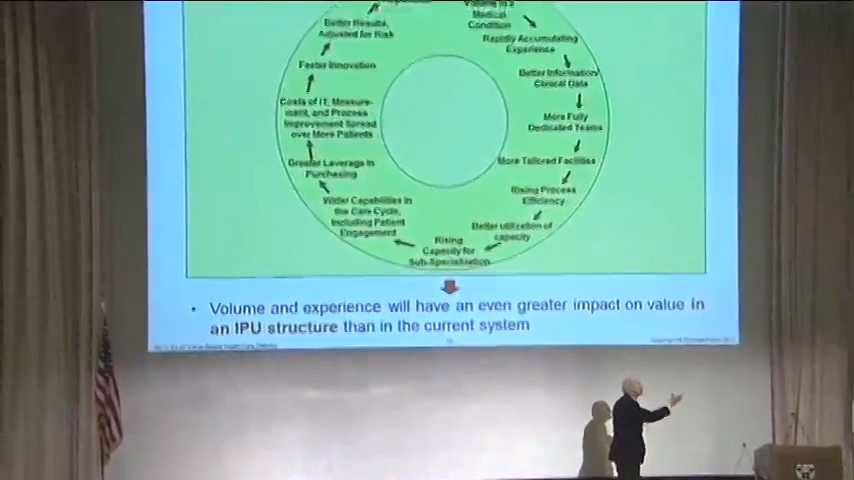 Volume in a
Medical
Condition
Rapidly Accumulating
Experience
Better Information/
Clinical Data
More Fully
Dedicated Teams
More Tailored Facilities
Rising Process
Efficiency
Better utilization of
capacity
Rising
Capacity for
Sub-Specialization
Wider Capabilities in
the Care Cycle,
Including Patient
Engagement
Greater Leverage in
Purchasing
Costs of IT, Measure-
ment, and Process
Improvement Spread
over More Patients
Faster Innovation
Better Results,
Adjusted for Risk
• Volume and experience will have an even greater impact on value in
an IPU structure than in the current system